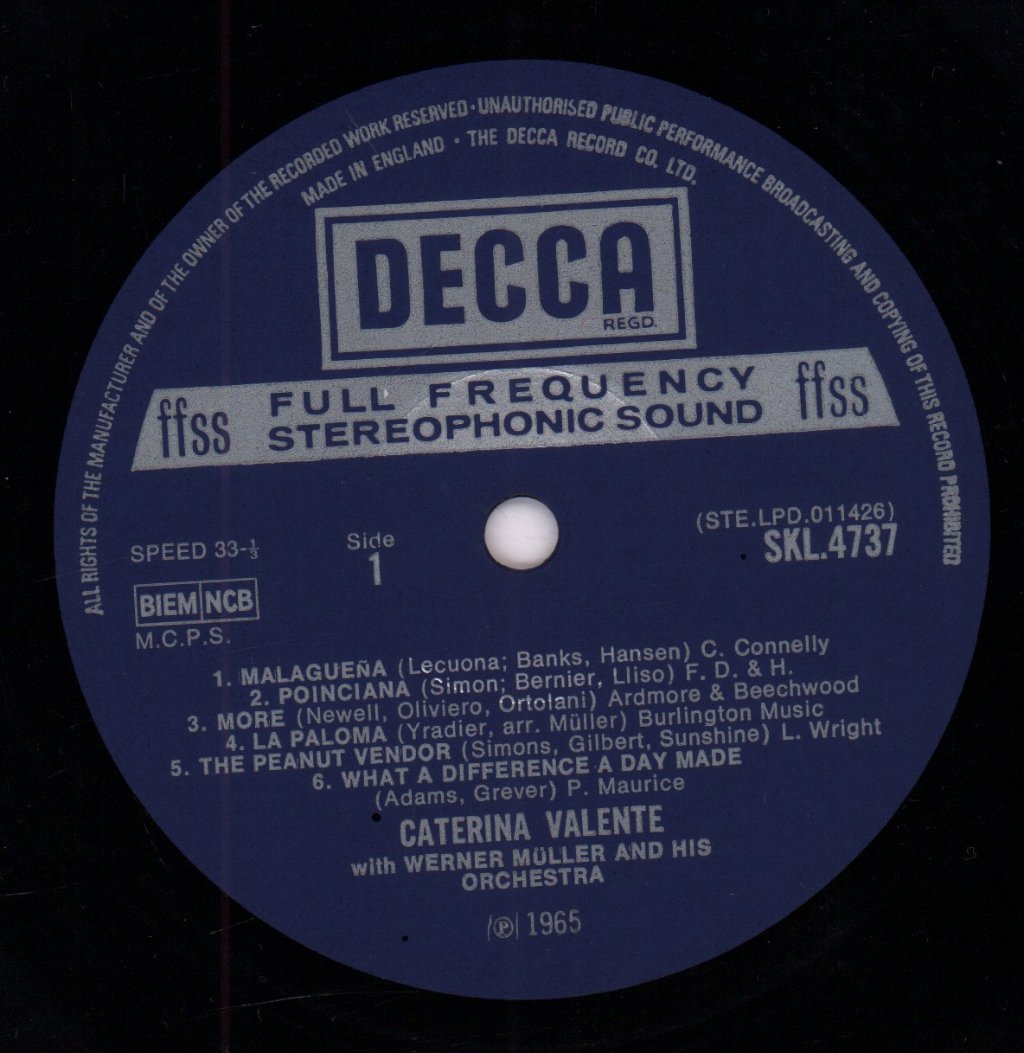 ALL RIGHTS OF THE MANUFACTURER AND OF THE OWNER OF THE RECORDED WORK RESERVED · UNAUTHORISED PUBLIC PERFORMANCE BROADCASTING AND COPYING OF THIS RECORD PROHIBITED
MADE IN ENGLAND · THE DECCA RECORD CO. LTD.
DECCA
REGD.
ffss FULL FREQUENCY ffss
STEREOPHONIC SOUND
(STE.LPD.011426)
SPEED 33-⅓ Side SKL.4737
1
BIEM NCB
M.C.P.S.
1. MALAGUEÑA (Lecuona; Banks, Hansen) C. Connelly
2. POINCIANA (Simon; Bernier, Lliso) F. D. & H.
3. MORE (Newell, Oliviero, Ortolani) Ardmore & Beechwood
4. LA PALOMA (Yradier, arr. Müller) Burlington Music
5. THE PEANUT VENDOR (Simons, Gilbert, Sunshine) L. Wright
6. WHAT A DIFFERENCE A DAY MADE
(Adams, Grever) P. Maurice
CATERINA VALENTE
with WERNER MÜLLER AND HIS
ORCHESTRA
℗ 1965